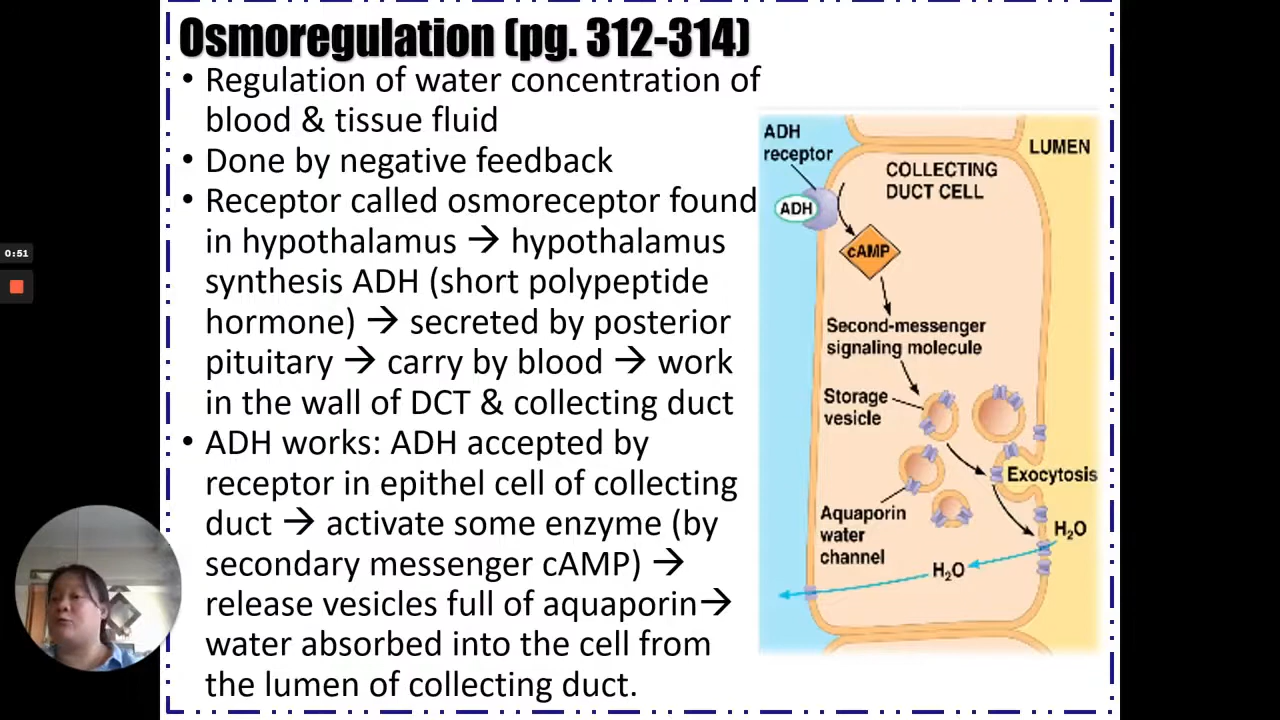 Osmoregulation (pg. 312-314)
• Regulation of water concentration of
blood & tissue fluid
• Done by negative feedback
• Receptor called osmoreceptor found
in hypothalamus → hypothalamus
synthesis ADH (short polypeptide
hormone) → secreted by posterior
pituitary → carry by blood → work
in the wall of DCT & collecting duct
• ADH works: ADH accepted by
receptor in epithel cell of collecting
duct → activate some enzyme (by
secondary messenger cAMP) →
release vesicles full of aquaporin→
water absorbed into the cell from
the lumen of collecting duct.
ADH
receptor
LUMEN
COLLECTING
DUCT CELL
ADH
cAMP
Second-messenger
signaling molecule
Storage
vesicle
Exocytosis
Aquaporin
water
channel
H₂O
H₂O
0:51